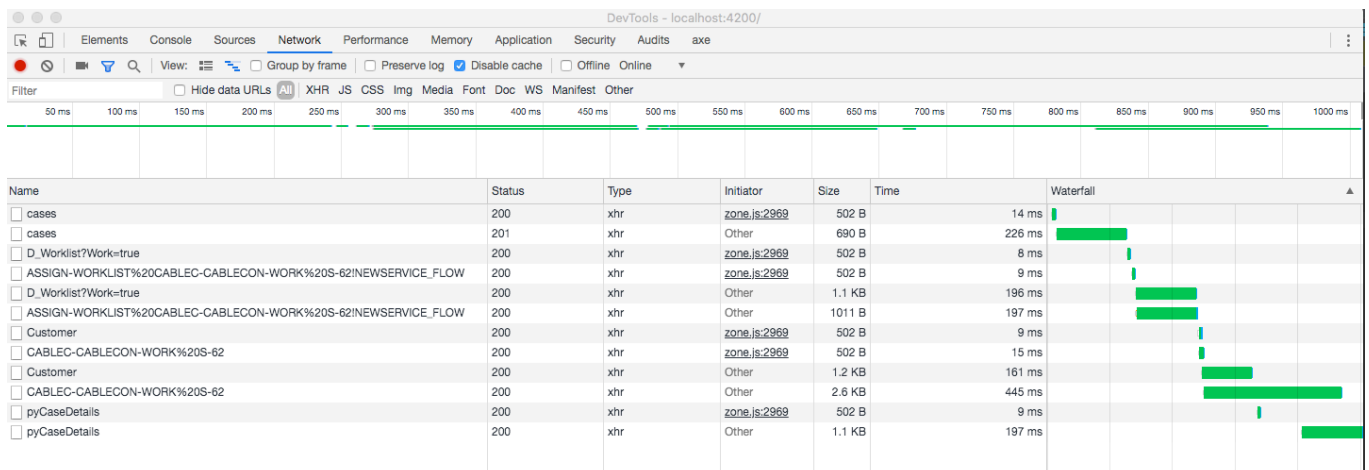 DevTools - localhost:4200/
Elements Console Sources Network Performance Memory Application Security Audits axe
View: Group by frame Preserve log Disable cache Offline Online
Filter Hide data URLs All XHR JS CSS Img Media Font Doc WS Manifest Other
50 ms 100 ms 150 ms 200 ms 250 ms 300 ms 350 ms 400 ms 450 ms 500 ms 550 ms 600 ms 650 ms 700 ms 750 ms 800 ms 850 ms 900 ms 950 ms 1000 ms
Name Status Type Initiator Size Time Waterfall
cases 200 xhr zone.js:2969 502 B 14 ms
cases 201 xhr Other 690 B 226 ms
D_Worklist?Work=true 200 xhr zone.js:2969 502 B 8 ms
ASSIGN-WORKLIST%20CABLEC-CABLECON-WORK%20S-62!NEWSERVICE_FLOW 200 xhr zone.js:2969 502 B 9 ms
D_Worklist?Work=true 200 xhr Other 1.1 KB 196 ms
ASSIGN-WORKLIST%20CABLEC-CABLECON-WORK%20S-62!NEWSERVICE_FLOW 200 xhr Other 1011 B 197 ms
Customer 200 xhr zone.js:2969 502 B 9 ms
CABLEC-CABLECON-WORK%20S-62 200 xhr zone.js:2969 502 B 15 ms
Customer 200 xhr Other 1.2 KB 161 ms
CABLEC-CABLECON-WORK%20S-62 200 xhr Other 2.6 KB 445 ms
pyCaseDetails 200 xhr zone.js:2969 502 B 9 ms
pyCaseDetails 200 xhr Other 1.1 KB 197 ms